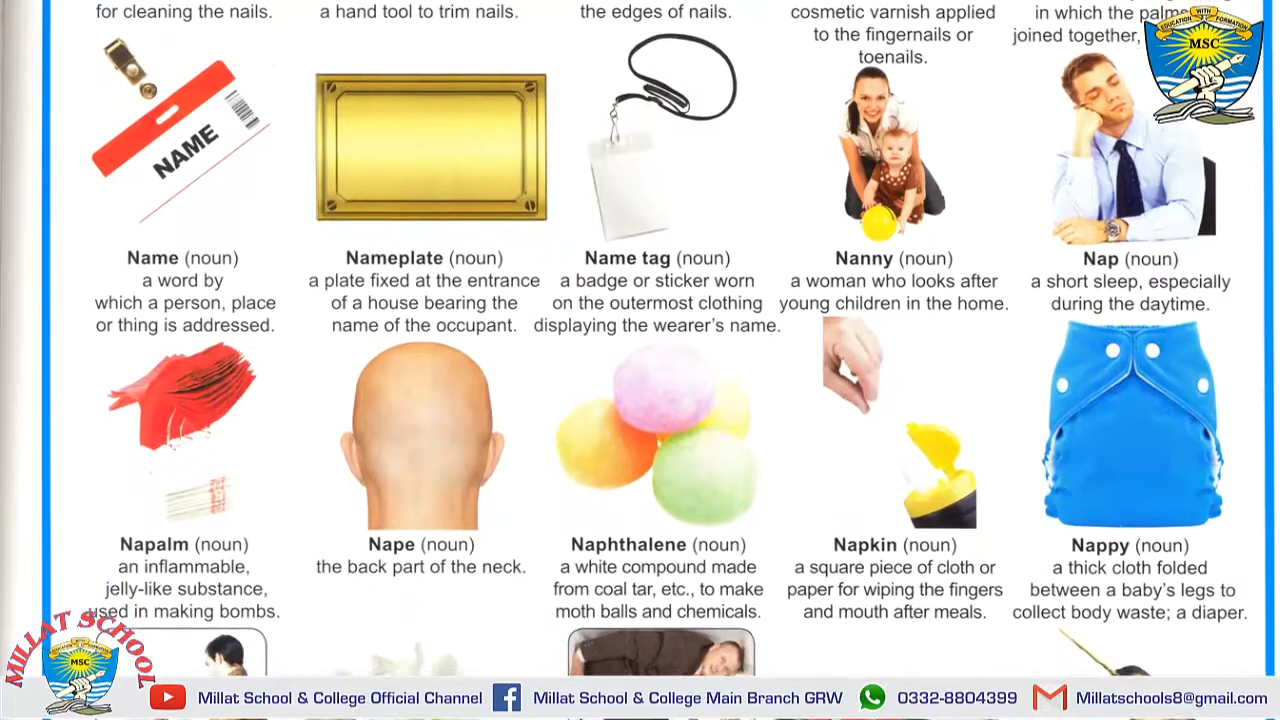 for cleaning the nails.
a hand tool to trim nails.
the edges of nails.
cosmetic varnish applied
to the fingernails or
toenails.
in which the palms
joined together,
EDUCATION WITH FORMATION
MSC
NAME
Name (noun)
a word by
which a person, place
or thing is addressed.
Nameplate (noun)
a plate fixed at the entrance
of a house bearing the
name of the occupant.
Name tag (noun)
a badge or sticker worn
on the outermost clothing
displaying the wearer's name.
Nanny (noun)
a woman who looks after
young children in the home.
Nap (noun)
a short sleep, especially
during the daytime.
Napalm (noun)
an inflammable,
jelly-like substance,
used in making bombs.
Nape (noun)
the back part of the neck.
Naphthalene (noun)
a white compound made
from coal tar, etc., to make
moth balls and chemicals.
Napkin (noun)
a square piece of cloth or
paper for wiping the fingers
and mouth after meals.
Nappy (noun)
a thick cloth folded
between a baby's legs to
collect body waste; a diaper.
MILLAT SCHOOL
MSC
Millat School & College Official Channel
Millat School & College Main Branch GRW
0332-8804399
Millatschools8@gmail.com